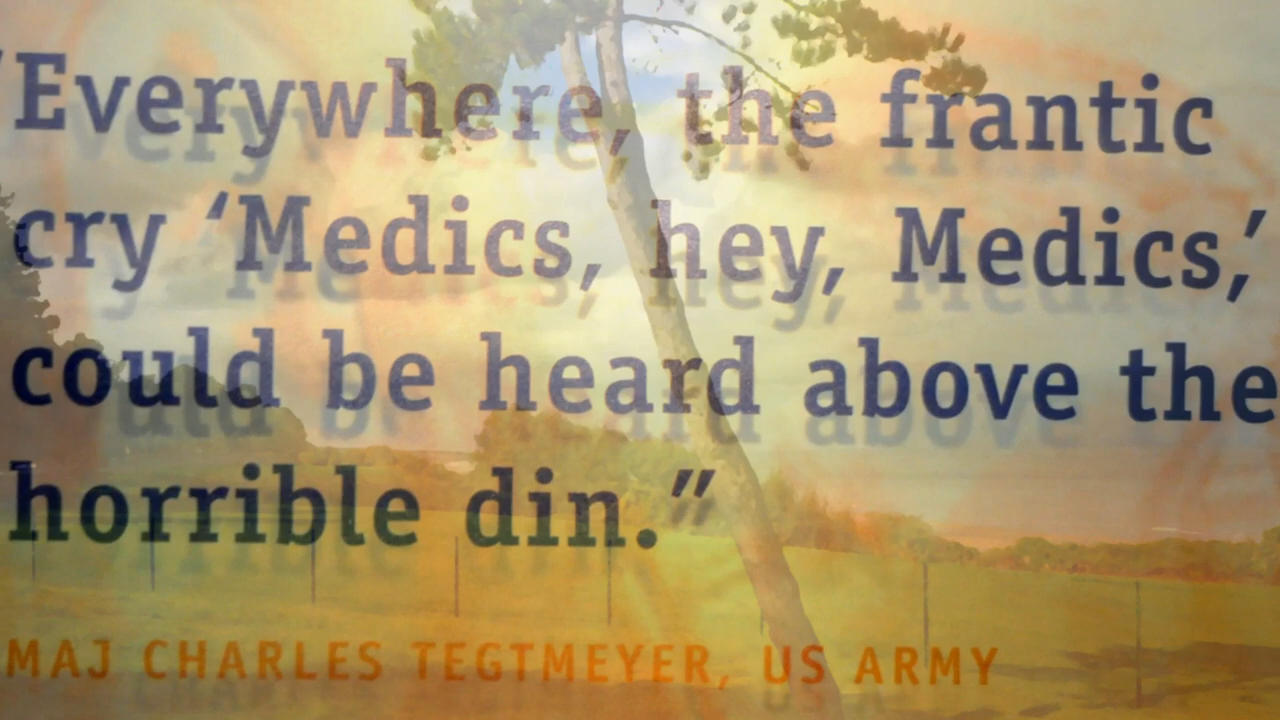 "Everywhere, the frantic
cry ‘Medics, hey, Medics,’
could be heard above the
horrible din.”
MAJ CHARLES TEGTMEYER, US ARMY